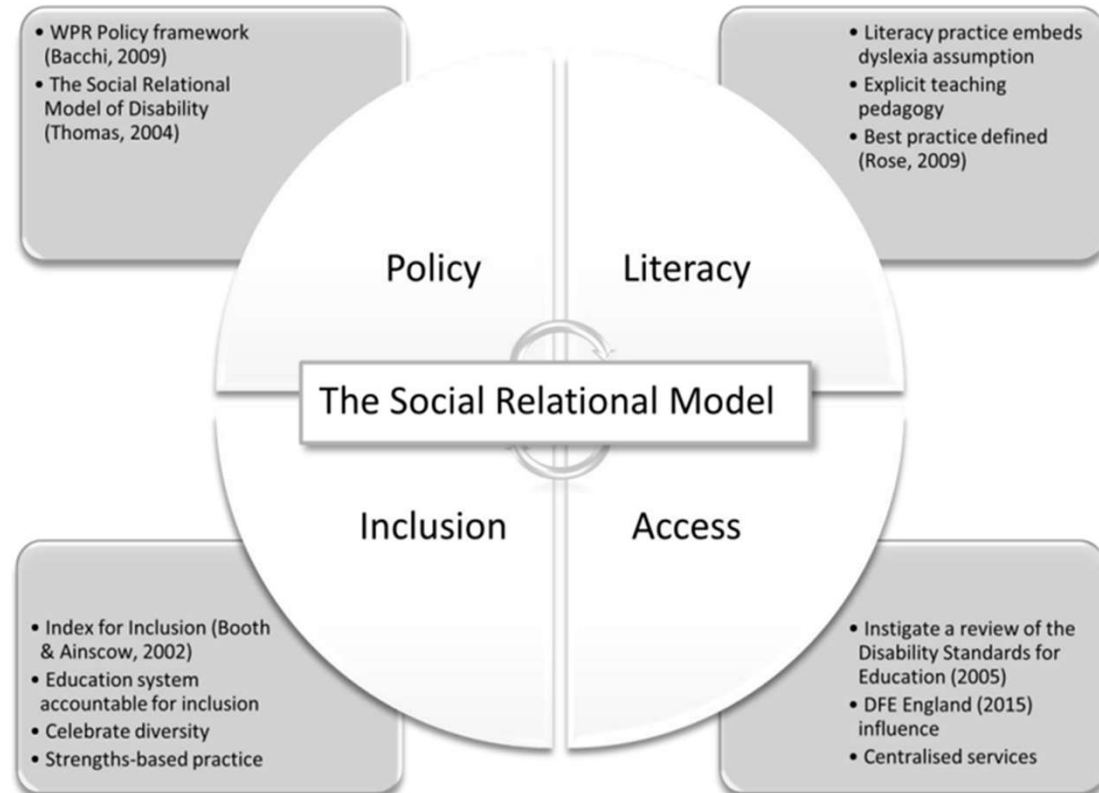 • WPR Policy framework
(Bacchi, 2009)
• The Social Relational
Model of Disability
(Thomas, 2004)
• Literacy practice embeds
dyslexia assumption
• Explicit teaching
pedagogy
• Best practice defined
(Rose, 2009)
Policy
Literacy
The Social Relational Model
Inclusion
Access
• Index for Inclusion (Booth
& Ainscow, 2002)
• Education system
accountable for inclusion
• Celebrate diversity
• Strengths-based practice
• Instigate a review of the
Disability Standards for
Education (2005)
• DFE England (2015)
influence
• Centralised services